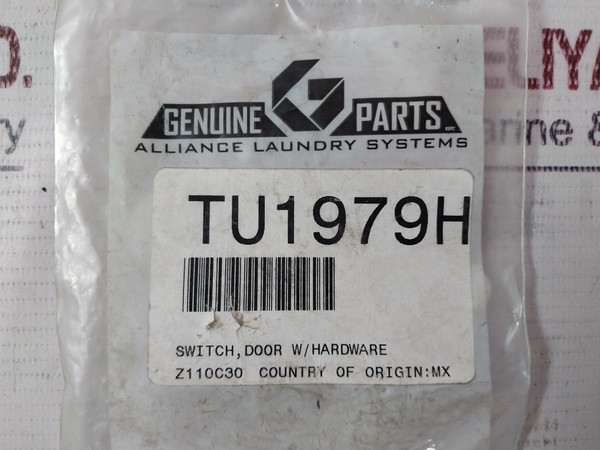 GENUINE G PARTS
ALLIANCE LAUNDRY SYSTEMS
TU1979H
SWITCH,DOOR W/HARDWARE
Z110C30 COUNTRY OF ORIGIN:MX